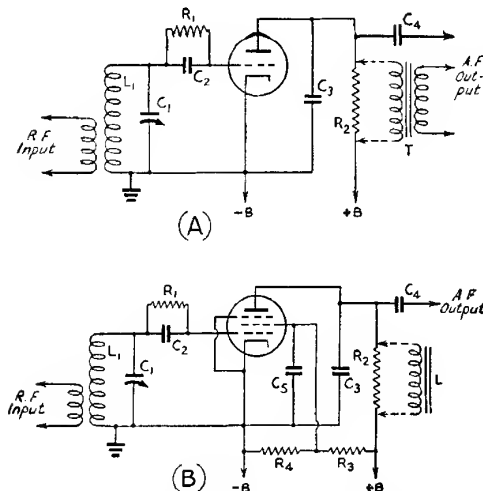 R1
C4
L1
C2
C1
C3
R2
T
A.F. Out-
put
R.F.
Input
-B
+B
(A)
R1
C4
A.F.
Output
L1
C2
C1
C5
C3
R2
L
R.F.
Input
R4
R3
-B
+B
(B)